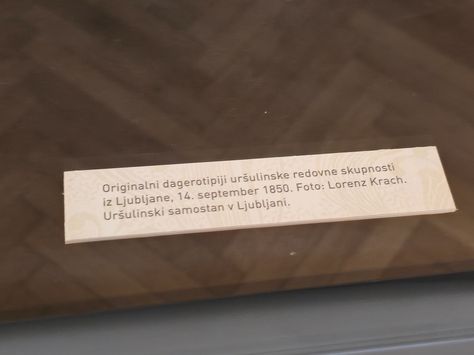 Originalni dagerotipiji uršulinske redovne skupnosti
iz Ljubljane, 14. september 1850. Foto: Lorenz Krach.
Uršulinski samostan v Ljubljani.